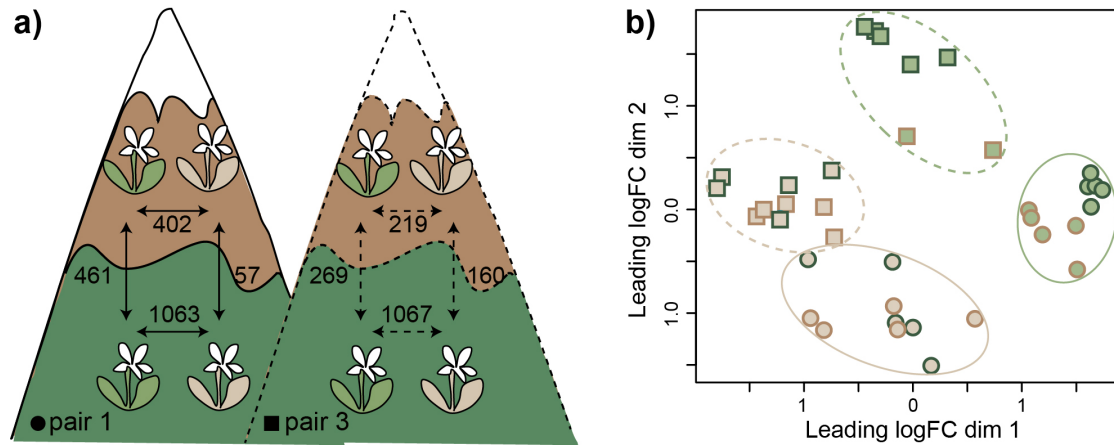 a)
402
219
461
57
269
160
1063
1067
pair 1
pair 3
b)
Leading logFC dim 2
1.0
0.0
1.0
1
0
1
Leading logFC dim 1